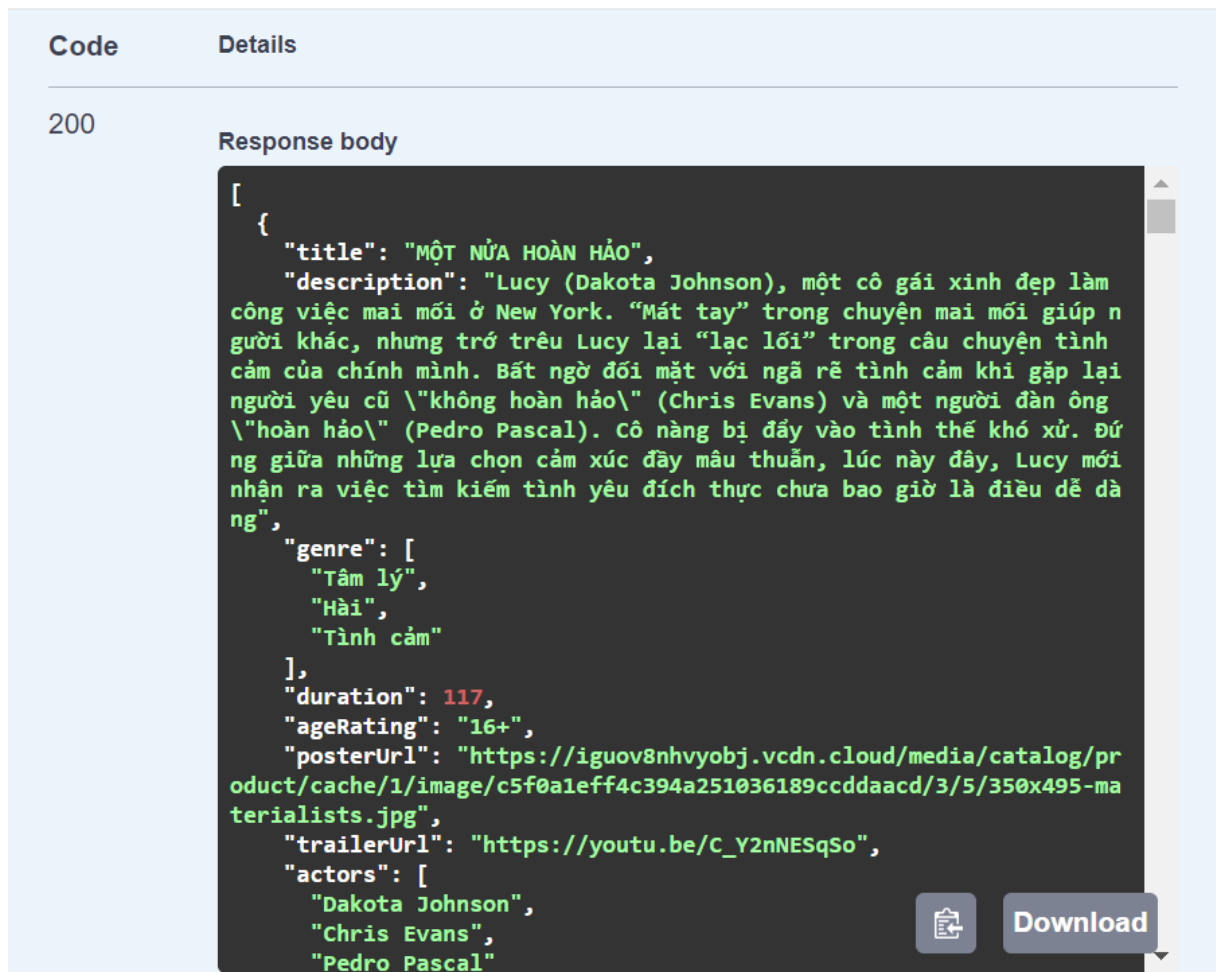 Code Details
200
Response body
[
{
"title": "MỘT NỬA HOÀN HẢO",
"description": "Lucy (Dakota Johnson), một cô gái xinh đẹp làm
công việc mai mối ở New York. “Mát tay” trong chuyện mai mối giúp n
gười khác, nhưng trớ trêu Lucy lại “lạc lối” trong câu chuyện tình
cảm của chính mình. Bất ngờ đối mặt với ngã rẽ tình cảm khi gặp lại
người yêu cũ \"không hoàn hảo\" (Chris Evans) và một người đàn ông
\"hoàn hảo\" (Pedro Pascal). Cô nàng bị đẩy vào tình thế khó xử. Đứ
ng giữa những lựa chọn cảm xúc đầy mâu thuẫn, lúc này đây, Lucy mới
nhận ra việc tìm kiếm tình yêu đích thực chưa bao giờ là điều dễ dà
ng",
"genre": [
"Tâm lý",
"Hài",
"Tình cảm"
],
"duration": 117,
"ageRating": "16+",
"posterUrl": "https://iguov8nhvyobj.vcdn.cloud/media/catalog/pr
oduct/cache/1/image/c5f0a1eff4c394a251036189ccddaacd/3/5/350x495-ma
terialists.jpg",
"trailerUrl": "https://youtu.be/C_Y2nNESqSo",
"actors": [
"Dakota Johnson",
"Chris Evans",
"Pedro Pascal"
Download